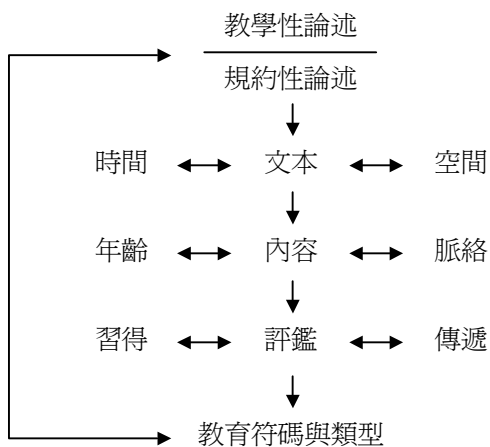 教學性論述
規約性論述
時間 文本 空間
年齡 內容 脈絡
習得 評鑑 傳遞
教育符碼與類型